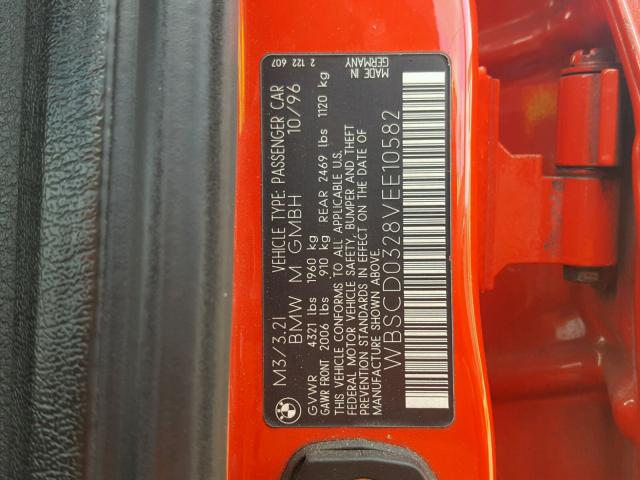 M3/3.2l VEHICLE TYPE: PASSENGER CAR 2 122 607
BMW M GMBH 10/96
GVWR 4321 lbs 1960 kg
GAWR FRONT 2006 lbs 910 kg REAR 2469 lbs 1120 kg
THIS VEHICLE CONFORMS TO ALL APPLICABLE U.S.
FEDERAL MOTOR VEHICLE SAFETY, BUMPER AND THEFT
PREVENTION STANDARDS IN EFFECT ON THE DATE OF
MANUFACTURE SHOWN ABOVE.
MADE IN
GERMANY
WBSCD0328VEE10582